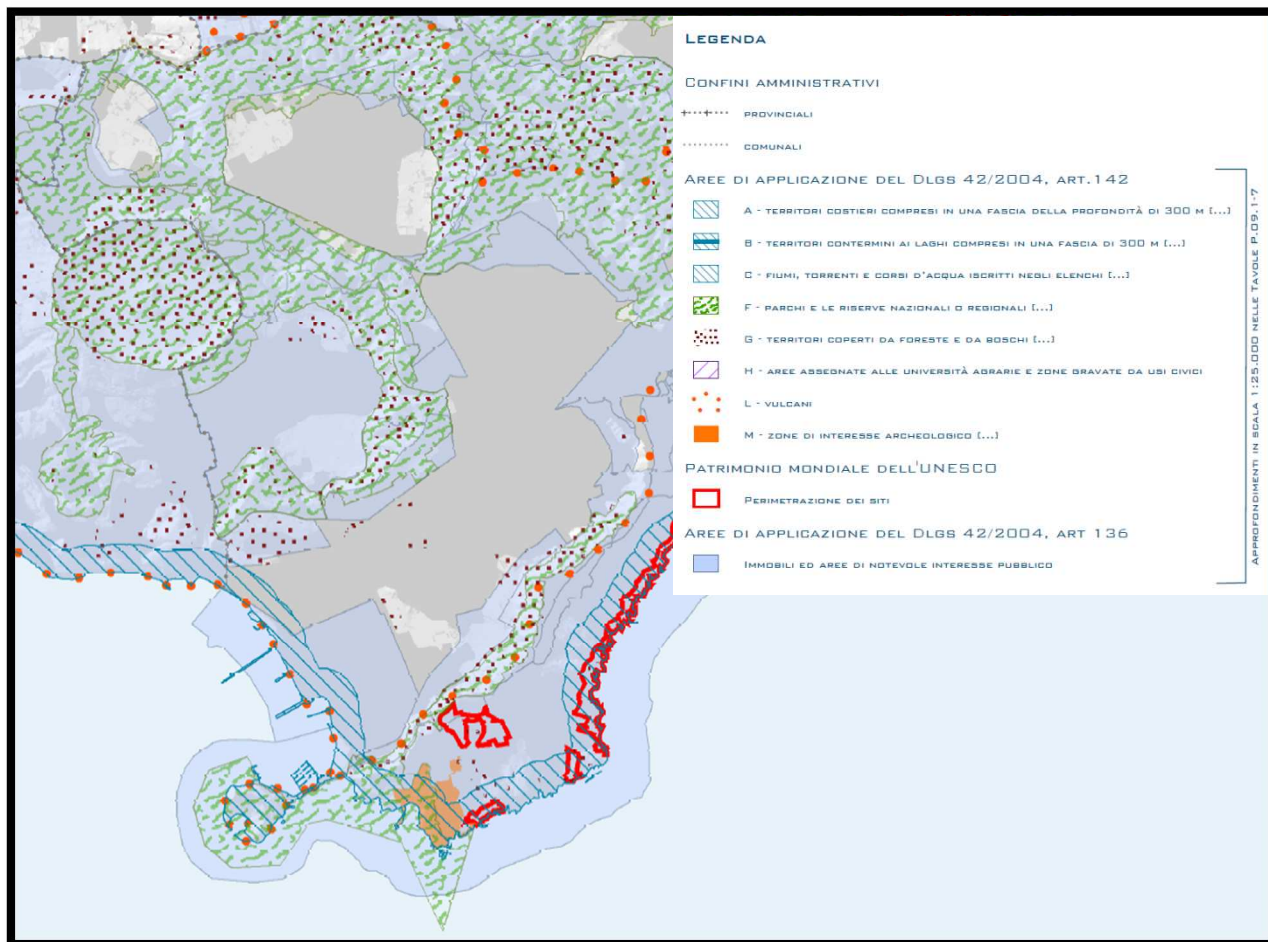 LEGENDA
CONFINI AMMINISTRATIVI
PROVINCIALI
COMUNALI
AREE DI APPLICAZIONE DEL DLGS 42/2004, ART.142
A - TERRITORI COSTIERI COMPRESI IN UNA FASCIA DELLA PROFONDITÀ DI 300 M [...]
B - TERRITORI CONTERMINI AI LAGHI COMPRESI IN UNA FASCIA DI 300 M [...]
C - FIUMI, TORRENTI E CORSI D'ACQUA ISCRITTI NEGLI ELENCHI [...]
F - PARCHI E LE RISERVE NAZIONALI O REGIONALI [...]
G - TERRITORI COPERTI DA FORESTE E DA BOSCHI [...]
H - AREE ASSEGNATE ALLE UNIVERSITÀ AGRARIE E ZONE GRAVATE DA USI CIVICI
L - VULCANI
M - ZONE DI INTERESSE ARCHEOLOGICO [...]
PATRIMONIO MONDIALE DELL'UNESCO
PERIMETRAZIONE DEI SITI
AREE DI APPLICAZIONE DEL DLGS 42/2004, ART 136
IMMOBILI ED AREE DI NOTEVOLE INTERESSE PUBBLICO
APPROFONDIMENTI IN SCALA 1:25.000 NELLE TAVOLE P.09.1-7